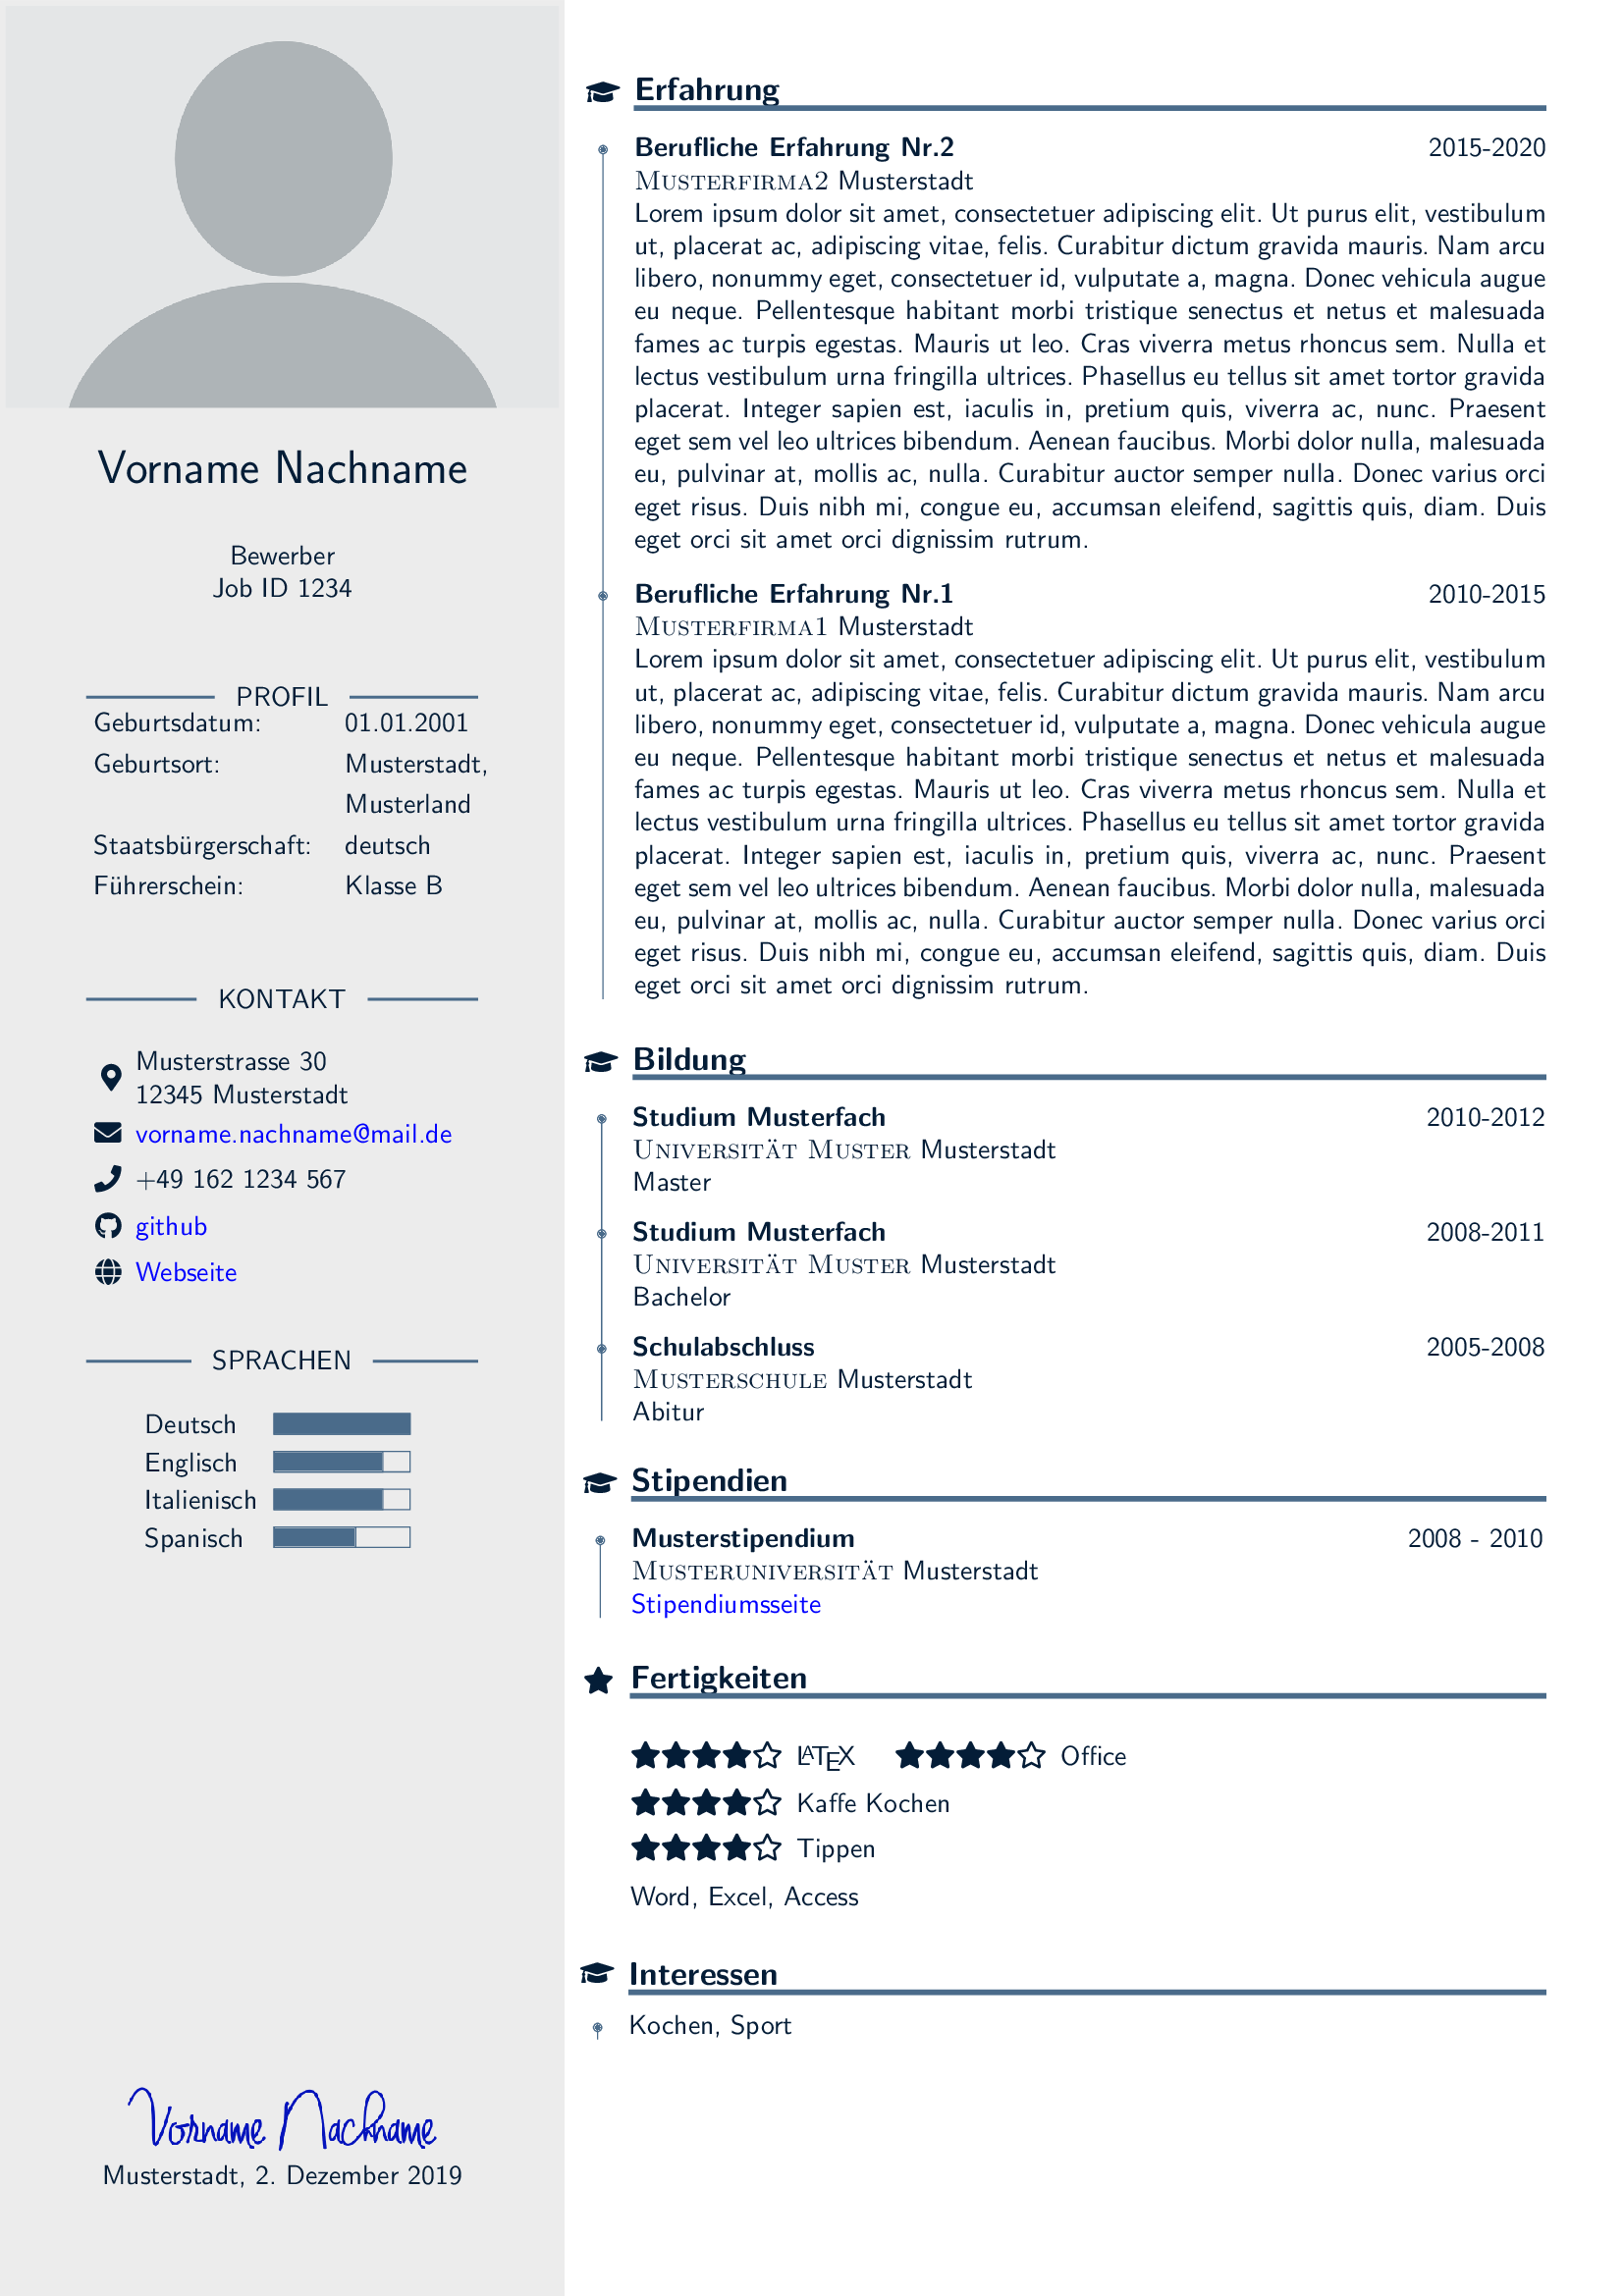 Vorname Nachname
Bewerber
Job ID 1234
PROFIL
Geburtsdatum: 01.01.2001
Geburtsort: Musterstadt,
Musterland
Staatsbürgerschaft: deutsch
Führerschein: Klasse B
KONTAKT
Musterstrasse 30
12345 Musterstadt
vorname.nachname@mail.de
+49 162 1234 567
github
Webseite
SPRACHEN
Deutsch
Englisch
Italienisch
Spanisch
Vorname Nachname
Musterstadt, 2. Dezember 2019
Erfahrung
Berufliche Erfahrung Nr.2 2015-2020
Musterfirma2 Musterstadt
Lorem ipsum dolor sit amet, consectetuer adipiscing elit. Ut purus elit, vestibulum
ut, placerat ac, adipiscing vitae, felis. Curabitur dictum gravida mauris. Nam arcu
libero, nonummy eget, consectetuer id, vulputate a, magna. Donec vehicula augue
eu neque. Pellentesque habitant morbi tristique senectus et netus et malesuada
fames ac turpis egestas. Mauris ut leo. Cras viverra metus rhoncus sem. Nulla et
lectus vestibulum urna fringilla ultrices. Phasellus eu tellus sit amet tortor gravida
placerat. Integer sapien est, iaculis in, pretium quis, viverra ac, nunc. Praesent
eget sem vel leo ultrices bibendum. Aenean faucibus. Morbi dolor nulla, malesuada
eu, pulvinar at, mollis ac, nulla. Curabitur auctor semper nulla. Donec varius orci
eget risus. Duis nibh mi, congue eu, accumsan eleifend, sagittis quis, diam. Duis
eget orci sit amet orci dignissim rutrum.
Berufliche Erfahrung Nr.1 2010-2015
Musterfirma1 Musterstadt
Lorem ipsum dolor sit amet, consectetuer adipiscing elit. Ut purus elit, vestibulum
ut, placerat ac, adipiscing vitae, felis. Curabitur dictum gravida mauris. Nam arcu
libero, nonummy eget, consectetuer id, vulputate a, magna. Donec vehicula augue
eu neque. Pellentesque habitant morbi tristique senectus et netus et malesuada
fames ac turpis egestas. Mauris ut leo. Cras viverra metus rhoncus sem. Nulla et
lectus vestibulum urna fringilla ultrices. Phasellus eu tellus sit amet tortor gravida
placerat. Integer sapien est, iaculis in, pretium quis, viverra ac, nunc. Praesent
eget sem vel leo ultrices bibendum. Aenean faucibus. Morbi dolor nulla, malesuada
eu, pulvinar at, mollis ac, nulla. Curabitur auctor semper nulla. Donec varius orci
eget risus. Duis nibh mi, congue eu, accumsan eleifend, sagittis quis, diam. Duis
eget orci sit amet orci dignissim rutrum.
Bildung
Studium Musterfach 2010-2012
Universität Muster Musterstadt
Master
Studium Musterfach 2008-2011
Universität Muster Musterstadt
Bachelor
Schulabschluss 2005-2008
Musterschule Musterstadt
Abitur
Stipendien
Musterstipendium 2008 - 2010
Musteruniversität Musterstadt
Stipendiumsseite
Fertigkeiten
LATEX Office
Kaffe Kochen
Tippen
Word, Excel, Access
Interessen
Kochen, Sport